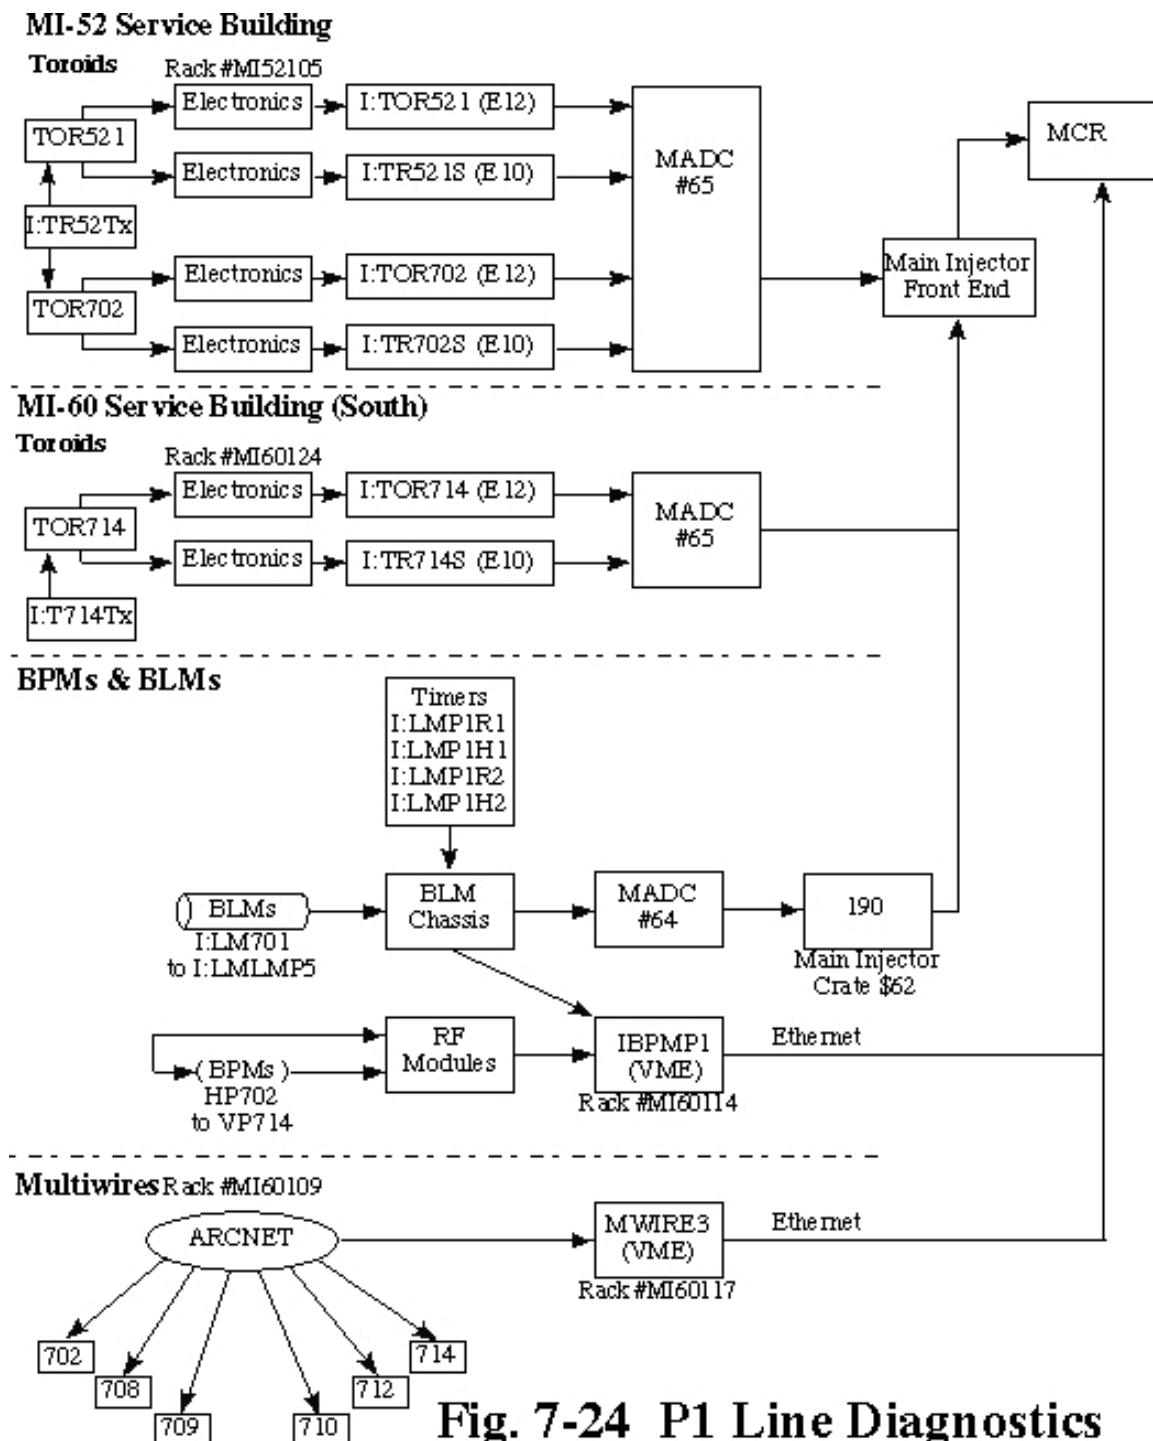 MI-52 Service Building
Toroids
Rack #MI52105
TOR521
Electronics
I:TOR521 (E12)
Electronics
I:TR521S (E10)
I:TR52Tx
TOR702
Electronics
I:TOR702 (E12)
Electronics
I:TR702S (E10)
MADC
#65
Main Injector
Front End
MCR
MI-60 Service Building (South)
Toroids
Rack #MI60124
TOR714
Electronics
I:TOR714 (E12)
Electronics
I:TR714S (E10)
I:T714Tx
MADC
#65
BPMs & BLMs
Timers
I:LMP1R1
I:LMP1H1
I:LMP1R2
I:LMP1H2
BLMs
I:LM701
to I:LMLMP5
BLM
Chassis
MADC
#64
190
Main Injector
Crate $62
(BPMs)
HP702
to VP714
RF
Modules
IBPMP1
(VME)
Rack #MI60114
Ethernet
Multiwires Rack #MI60109
ARCNET
MWIRE3
(VME)
Rack #MI60117
Ethernet
702
708
709
710
712
714
Fig. 7-24 P1 Line Diagnostics